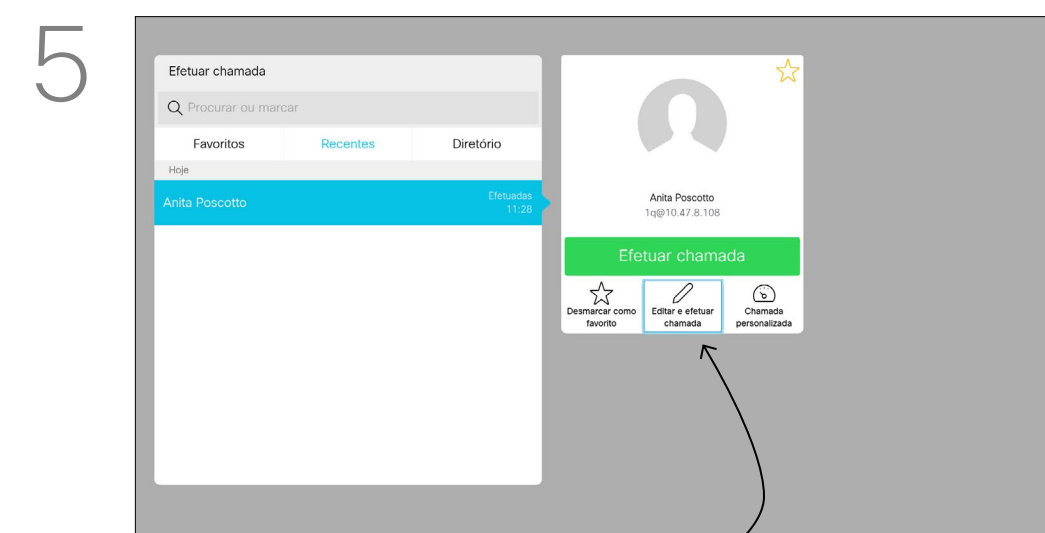 5
Efetuar chamada
Procurar ou marcar
Favoritos Recentes Diretório
Hoje
Anita Poscotto Efetuadas
11:28
Anita Poscotto
1q@10.47.8.108
Efetuar chamada
Desmarcar como
favorito
Editar e efetuar
chamada
Chamada
personalizada